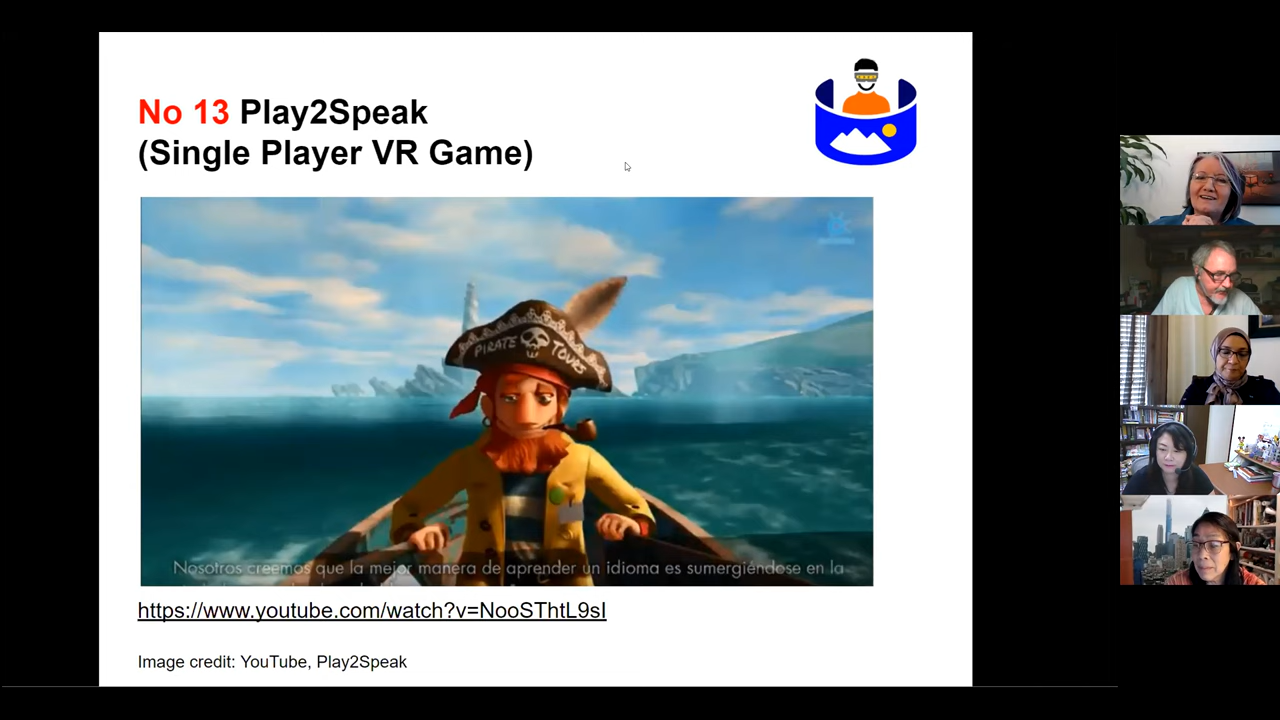 No 13 Play2Speak
(Single Player VR Game)
PIRATE TOURS
Nosotros creemos que la mejor manera de aprender un idioma es sumergiéndose en la
https://www.youtube.com/watch?v=NooSThtL9sI
Image credit: YouTube, Play2Speak